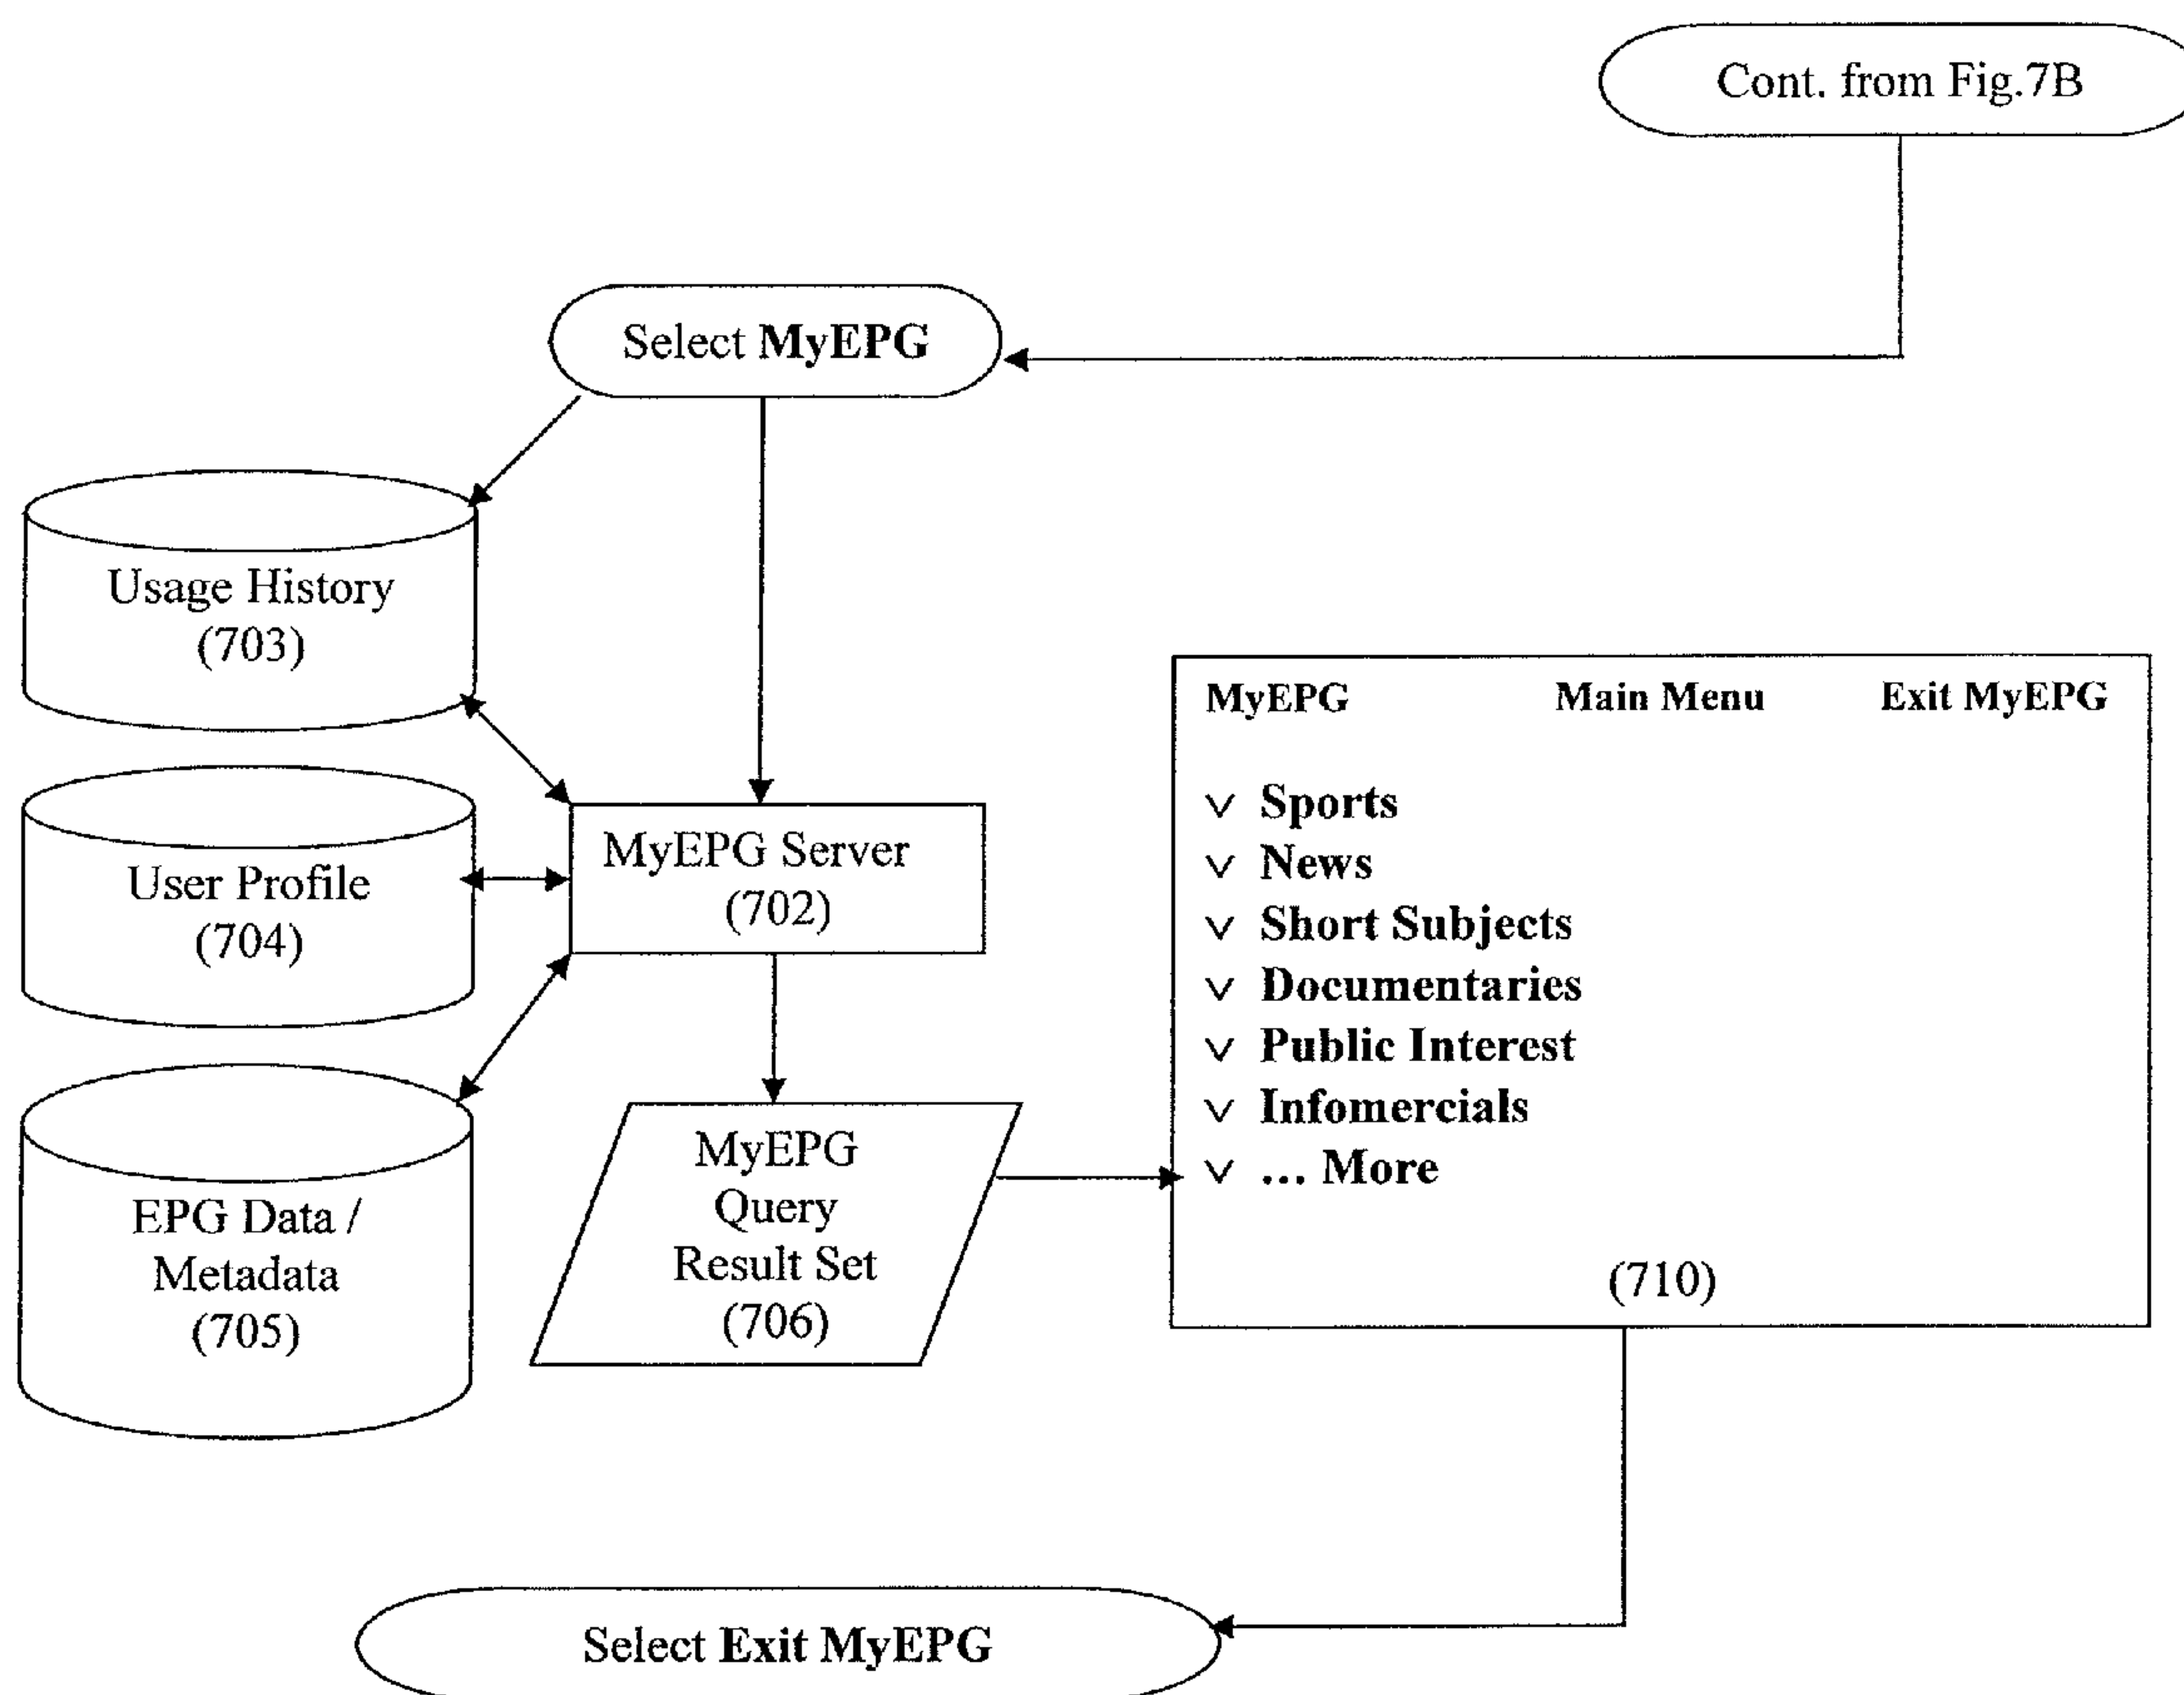 Cont. from Fig.7B
Select MyEPG
Usage History
(703)
User Profile
(704)
EPG Data /
Metadata
(705)
MyEPG Server
(702)
MyEPG
Query
Result Set
(706)
MyEPG Main Menu Exit MyEPG
v Sports
v News
v Short Subjects
v Documentaries
v Public Interest
v Infomercials
v ... More
(710)
Select Exit MyEPG